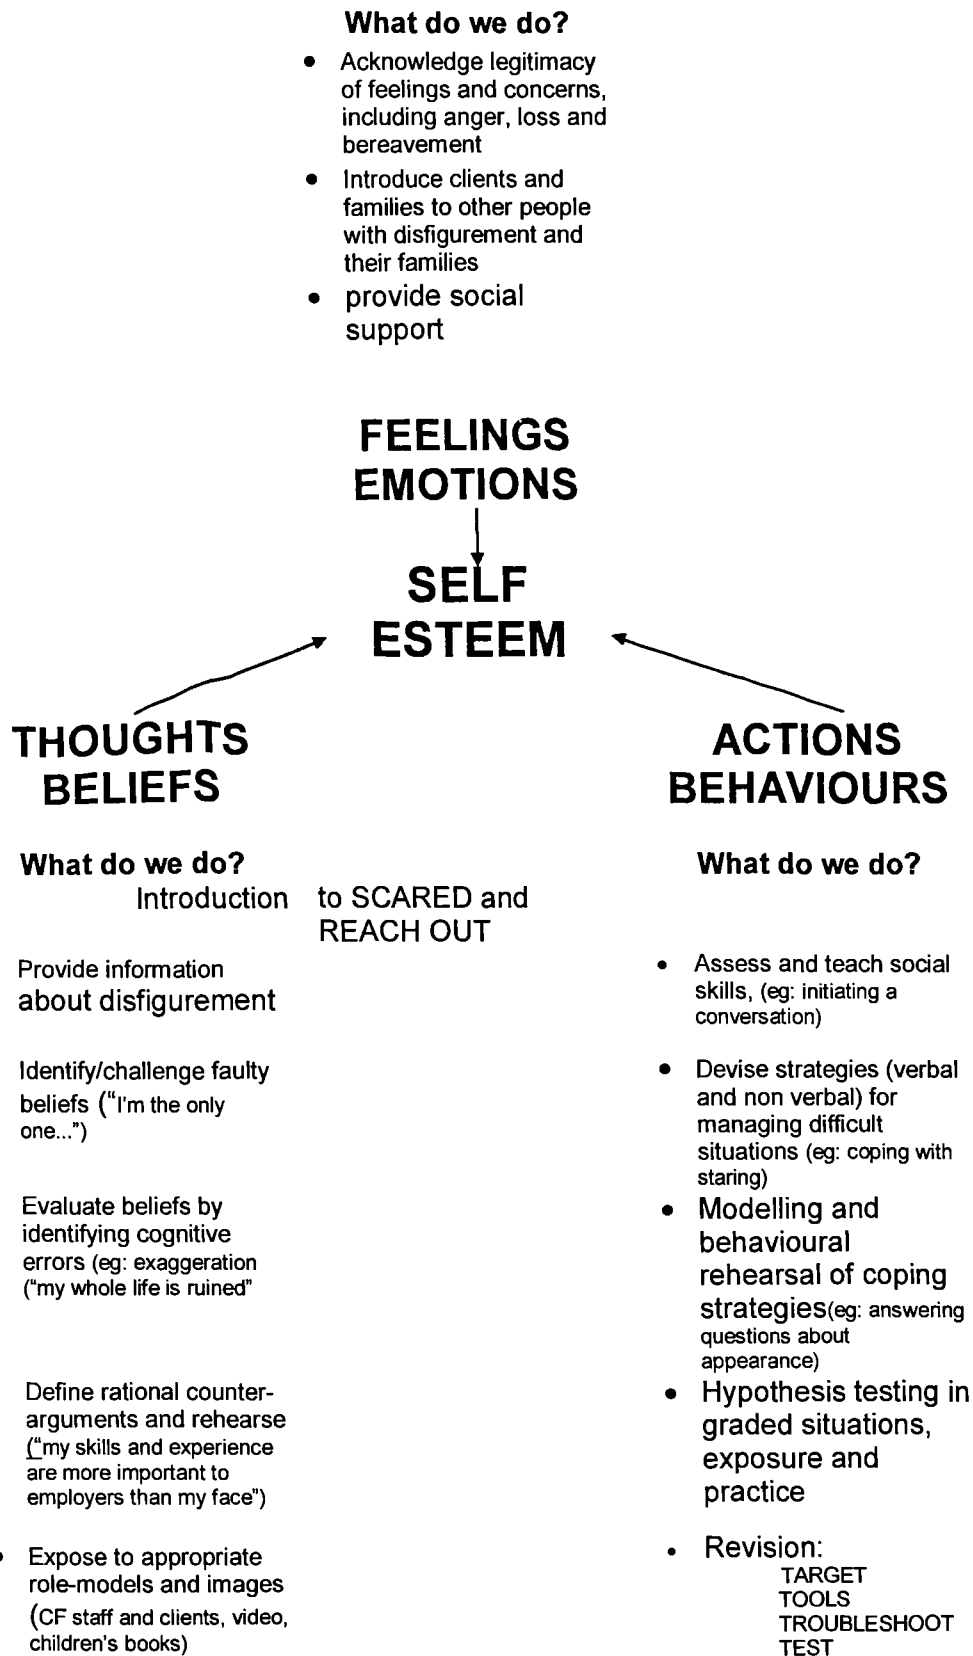 What do we do?
• Acknowledge legitimacy
of feelings and concerns,
including anger, loss and
bereavement
• Introduce clients and
families to other people
with disfigurement and
their families
• provide social
support
FEELINGS
EMOTIONS
SELF
ESTEEM
THOUGHTS
BELIEFS
What do we do?
Introduction to SCARED and
REACH OUT
Provide information
about disfigurement
Identify/challenge faulty
beliefs ("I'm the only
one...")
Evaluate beliefs by
identifying cognitive
errors (eg: exaggeration
("my whole life is ruined"
Define rational counter-
arguments and rehearse
("my skills and experience
are more important to
employers than my face")
• Expose to appropriate
role-models and images
(CF staff and clients, video,
children's books)
ACTIONS
BEHAVIOURS
What do we do?
• Assess and teach social
skills, (eg: initiating a
conversation)
• Devise strategies (verbal
and non verbal) for
managing difficult
situations (eg: coping with
staring)
• Modelling and
behavioural
rehearsal of coping
strategies(eg: answering
questions about
appearance)
• Hypothesis testing in
graded situations,
exposure and
practice
• Revision:
TARGET
TOOLS
TROUBLESHOOT
TEST